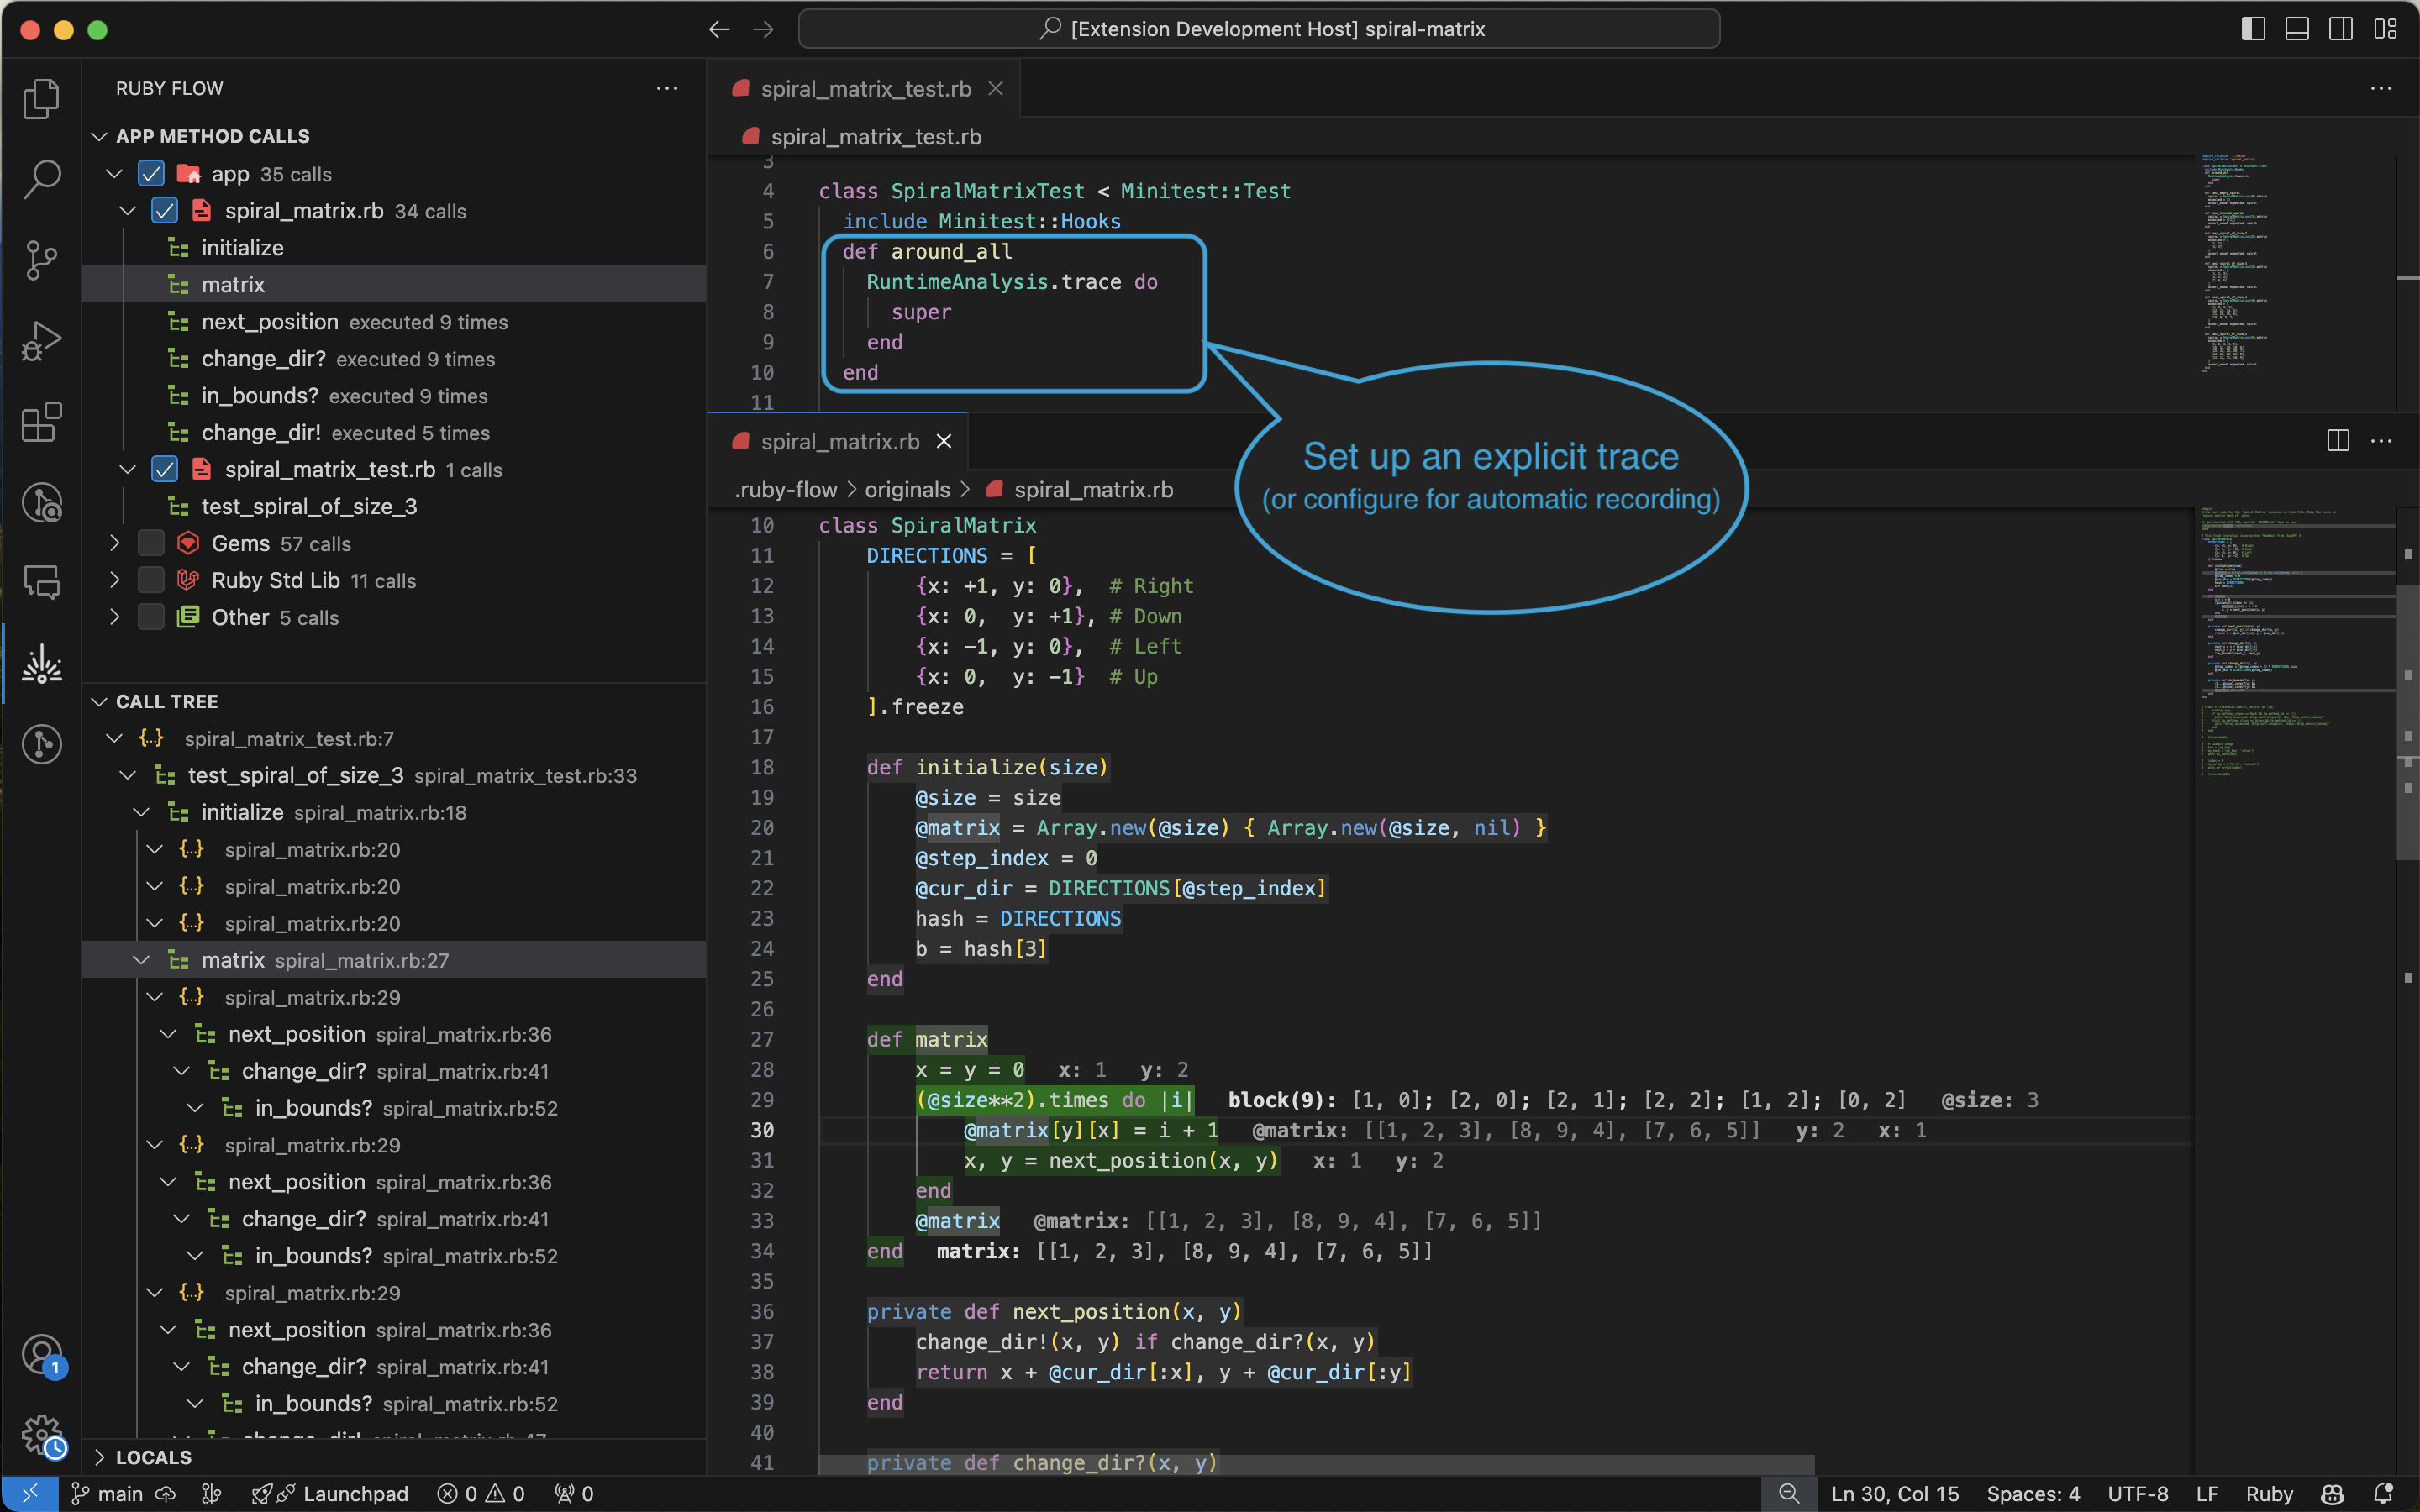 [Extension Development Host] spiral-matrix
RUBY FLOW
APP METHOD CALLS
app 35 calls
spiral_matrix.rb 34 calls
initialize
matrix
next_position executed 9 times
change_dir? executed 9 times
in_bounds? executed 9 times
change_dir! executed 5 times
spiral_matrix_test.rb 1 calls
test_spiral_of_size_3
Gems 57 calls
Ruby Std Lib 11 calls
Other 5 calls
CALL TREE
{..} spiral_matrix_test.rb:7
test_spiral_of_size_3 spiral_matrix_test.rb:33
initialize spiral_matrix.rb:18
{..} spiral_matrix.rb:20
{..} spiral_matrix.rb:20
{..} spiral_matrix.rb:20
matrix spiral_matrix.rb:27
{..} spiral_matrix.rb:29
next_position spiral_matrix.rb:36
change_dir? spiral_matrix.rb:41
in_bounds? spiral_matrix.rb:52
{..} spiral_matrix.rb:29
next_position spiral_matrix.rb:36
change_dir? spiral_matrix.rb:41
in_bounds? spiral_matrix.rb:52
{..} spiral_matrix.rb:29
next_position spiral_matrix.rb:36
change_dir? spiral_matrix.rb:41
in_bounds? spiral_matrix.rb:52
LOCALS
1
spiral_matrix_test.rb
spiral_matrix_test.rb
3
4 class SpiralMatrixTest < Minitest::Test
5 include Minitest::Hooks
6 def around_all
7 RuntimeAnalysis.trace do
8 super
9 end
10 end
11
Set up an explicit trace
(or configure for automatic recording)
spiral_matrix.rb
.ruby-flow > originals > spiral_matrix.rb
10 class SpiralMatrix
11 DIRECTIONS = [
12 {x: +1, y: 0}, # Right
13 {x: 0, y: +1}, # Down
14 {x: −1, y: 0}, # Left
15 {x: 0, y: −1} # Up
16 ].freeze
17
18 def initialize(size)
19 @size = size
20 @matrix = Array.new(@size) { Array.new(@size, nil) }
21 @step_index = 0
22 @cur_dir = DIRECTIONS[@step_index]
23 hash = DIRECTIONS
24 b = hash[3]
25 end
26
27 def matrix
28 x = y = 0 x: 1 y: 2
29 (@size**2).times do |i| block(9): [1, 0]; [2, 0]; [2, 1]; [2, 2]; [1, 2]; [0, 2] @size: 3
30 @matrix[y][x] = i + 1 @matrix: [[1, 2, 3], [8, 9, 4], [7, 6, 5]] y: 2 x: 1
31 x, y = next_position(x, y) x: 1 y: 2
32 end
33 @matrix @matrix: [[1, 2, 3], [8, 9, 4], [7, 6, 5]]
34 end matrix: [[1, 2, 3], [8, 9, 4], [7, 6, 5]]
35
36 private def next_position(x, y)
37 change_dir!(x, y) if change_dir?(x, y)
38 return x + @cur_dir[:x], y + @cur_dir[:y]
39 end
40
41 private def change_dir?(x, y)
main Launchpad 0 0 0 Ln 30, Col 15 Spaces: 4 UTF-8 LF Ruby